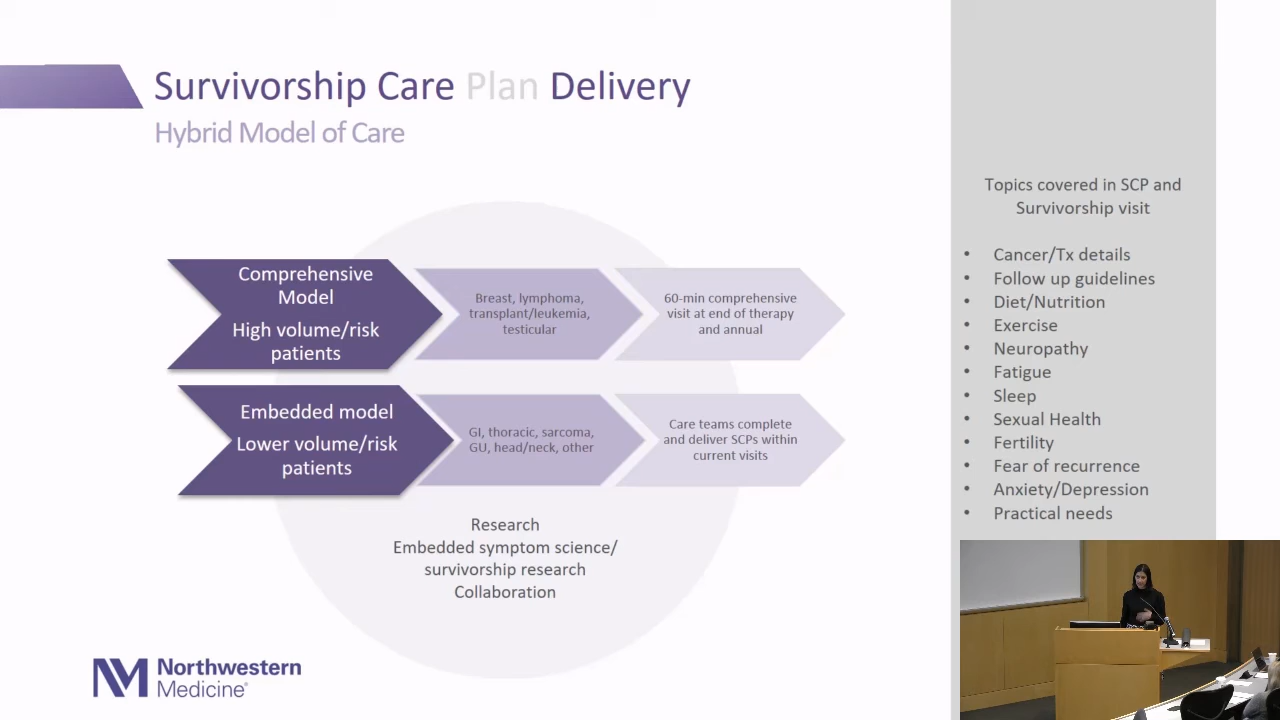 Survivorship Care Plan Delivery
Hybrid Model of Care
Comprehensive
Model
High volume/risk
patients
Breast, lymphoma,
transplant/leukemia,
testicular
60-min comprehensive
visit at end of therapy
and annual
Embedded model
Lower volume/risk
patients
GI, thoracic, sarcoma,
GU, head/neck, other
Care teams complete
and deliver SCPs within
current visits
Research
Embedded symptom science/
survivorship research
Collaboration
Northwestern
Medicine®
Topics covered in SCP and
Survivorship visit
• Cancer/Tx details
• Follow up guidelines
• Diet/Nutrition
• Exercise
• Neuropathy
• Fatigue
• Sleep
• Sexual Health
• Fertility
• Fear of recurrence
• Anxiety/Depression
• Practical needs